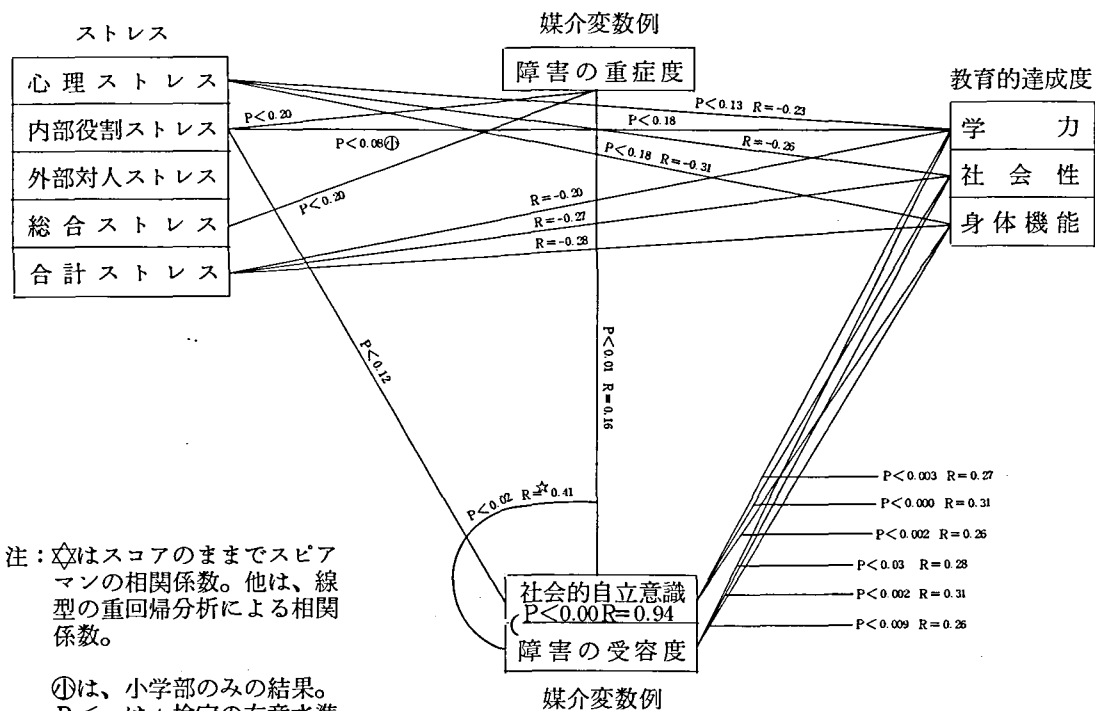 ストレス
心理ストレス
内部役割ストレス
外部対人ストレス
総合ストレス
合計ストレス
媒介変数例
障害の重症度
教育的達成度
学力
社会性
身体機能
P<0.20
P<0.08㊥
P<0.20
P<0.13 R=-0.23
P<0.18
R=-0.26
P<0.18 R=-0.31
R=-0.20
R=-0.27
R=-0.28
P<0.12
P<0.01 R=0.16
P<0.02 R=☆0.41
P<0.003 R=0.27
P<0.000 R=0.31
P<0.002 R=0.26
P<0.03 R=0.28
P<0.002 R=0.31
P<0.009 R=0.26
社会的自立意識
P<0.00R=0.94
障害の受容度
媒介変数例
注：☆はスコアのままでスピア
マンの相関係数。他は、線
型の重回帰分析による相関
係数。
㊥は、小学部のみの結果。